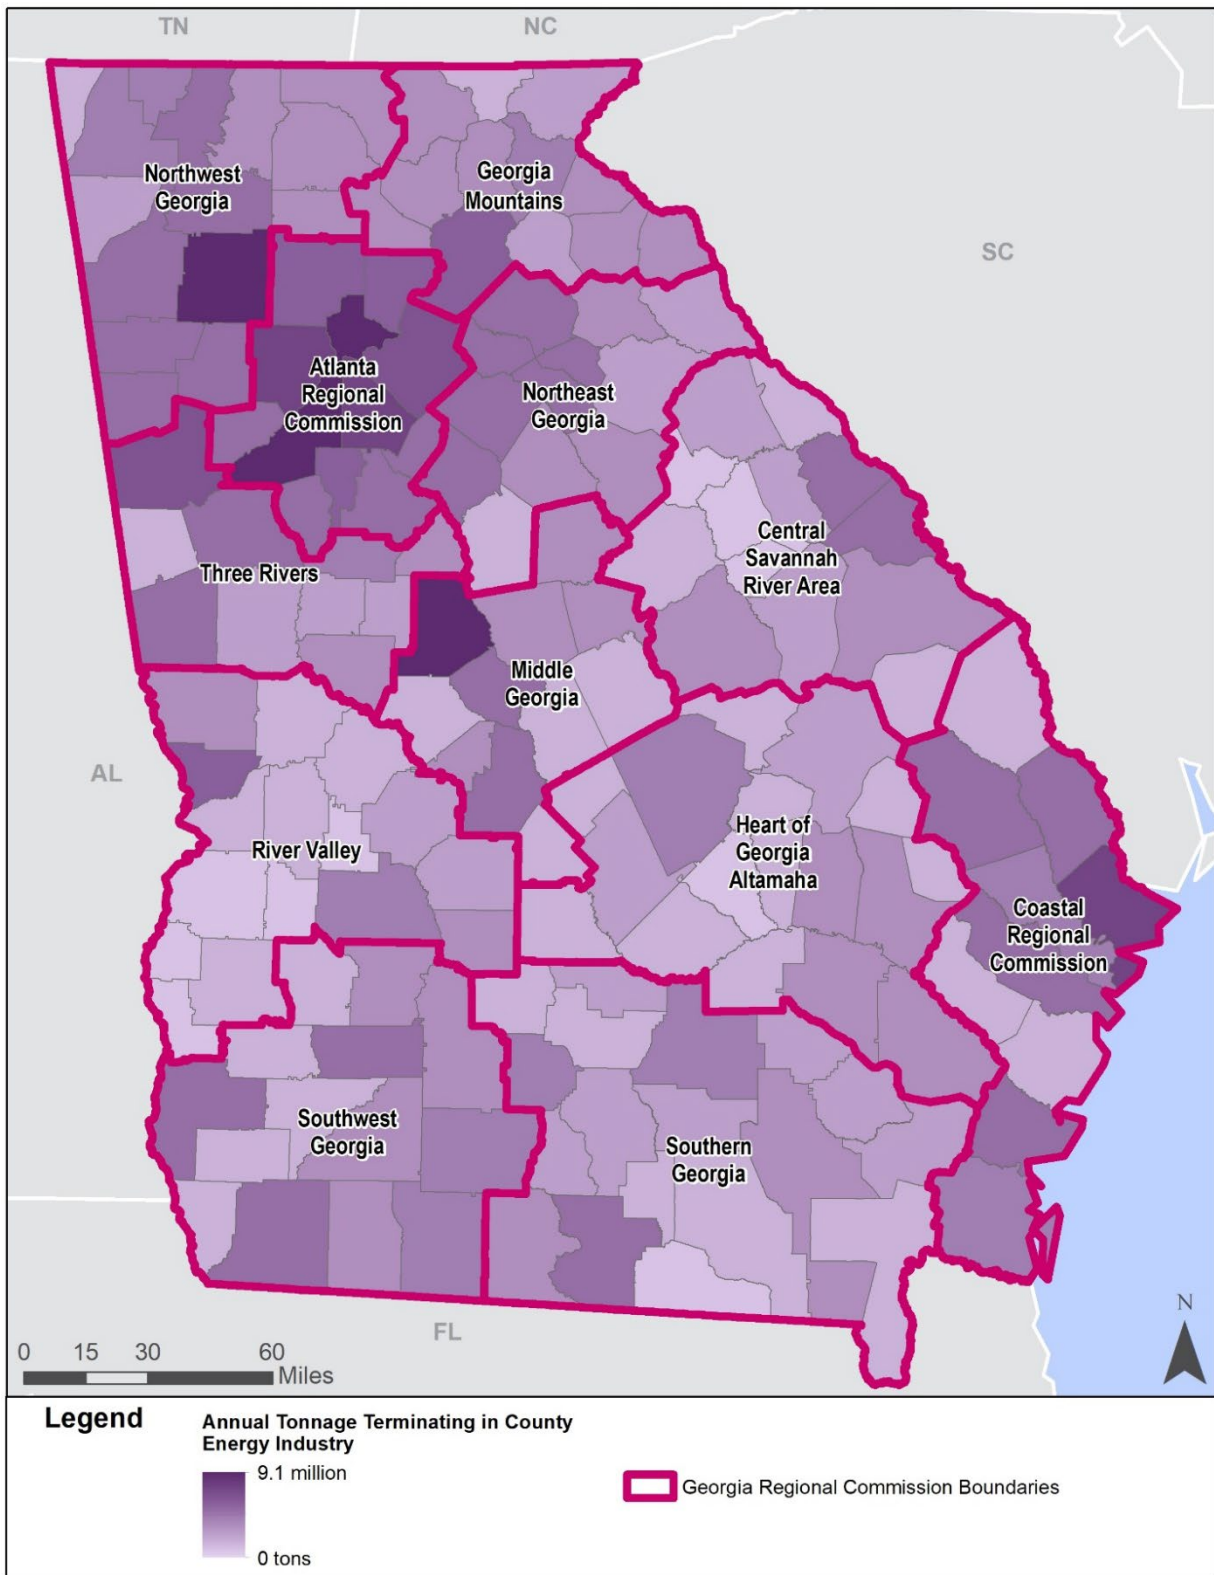 TN
NC
Northwest
Georgia
Georgia
Mountains
SC
Atlanta
Regional
Commission
Northeast
Georgia
Central
Savannah
River Area
Three Rivers
Middle
Georgia
AL
River Valley
Heart of
Georgia
Altamaha
Coastal
Regional
Commission
Southwest
Georgia
Southern
Georgia
FL
N
0 15 30 60
Miles
Legend
Annual Tonnage Terminating in County
Energy Industry
9.1 million
0 tons
Georgia Regional Commission Boundaries